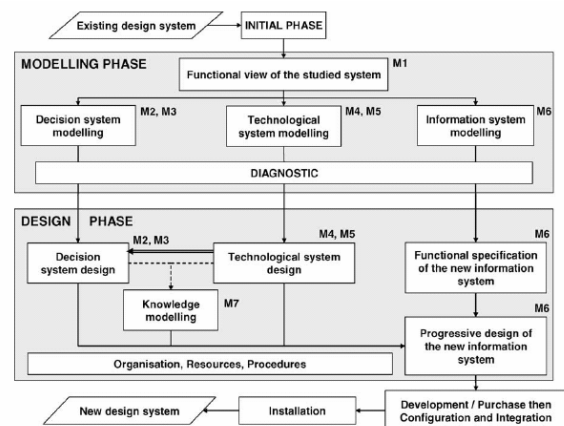 Existing design system
INITIAL PHASE
MODELLING PHASE
Functional view of the studied system
M1
Decision system
modelling
M2, M3
Technological
system modelling
M4, M5
Information system
modelling
M6
DIAGNOSTIC
DESIGN PHASE
Decision
system design
M2, M3
Technological system
design
M4, M5
Functional specification
of the new information
system
M6
Knowledge
modelling
M7
Progressive design of
the new information
system
M6
Organisation, Resources, Procedures
New design system
Installation
Development / Purchase then
Configuration and Integration